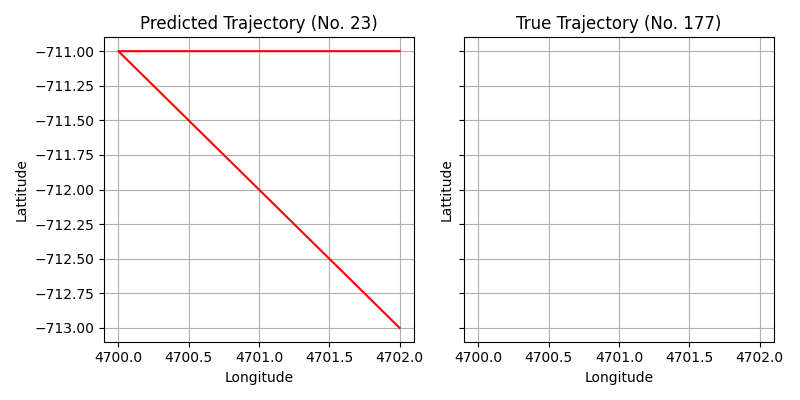 Predicted Trajectory (No. 23)
Lattitude
−711.00
−711.25
−711.50
−711.75
−712.00
−712.25
−712.50
−712.75
−713.00
4700.0 4700.5 4701.0 4701.5 4702.0
Longitude
True Trajectory (No. 177)
Lattitude
4700.0 4700.5 4701.0 4701.5 4702.0
Longitude